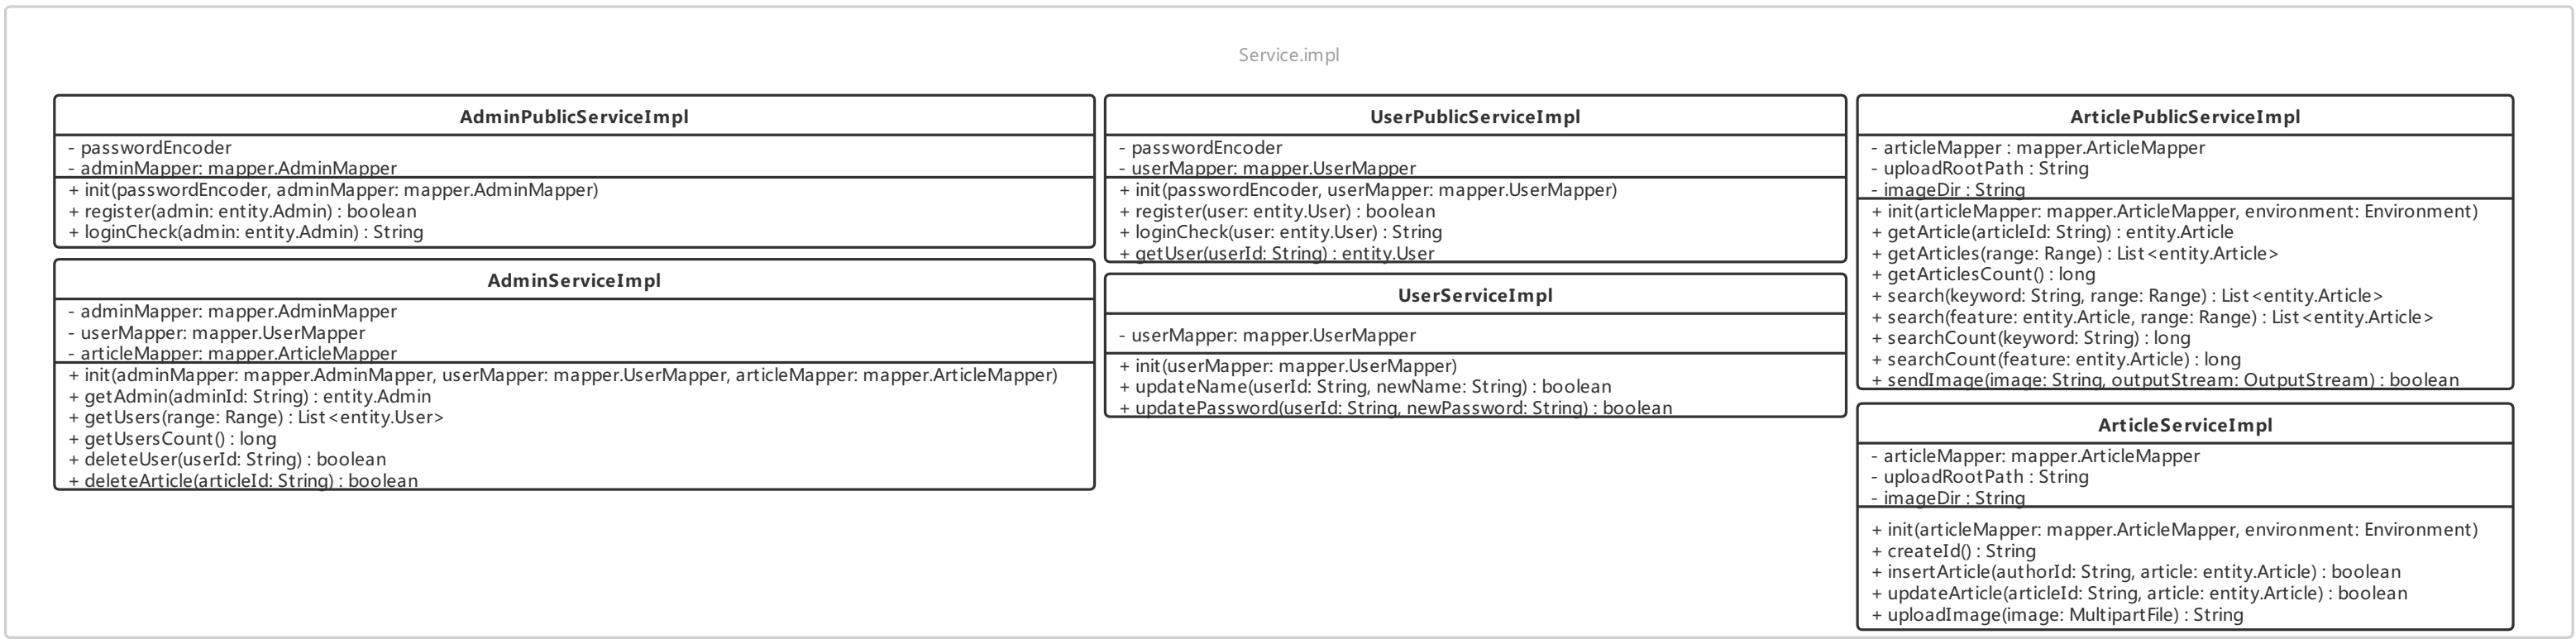 Service.impl
AdminPublicServiceImpl
- passwordEncoder
- adminMapper: mapper.AdminMapper
+ init(passwordEncoder, adminMapper: mapper.AdminMapper)
+ register(admin: entity.Admin) : boolean
+ loginCheck(admin: entity.Admin) : String
AdminServiceImpl
- adminMapper: mapper.AdminMapper
- userMapper: mapper.UserMapper
- articleMapper: mapper.ArticleMapper
+ init(adminMapper: mapper.AdminMapper, userMapper: mapper.UserMapper, articleMapper: mapper.ArticleMapper)
+ getAdmin(adminId: String) : entity.Admin
+ getUsers(range: Range) : List<entity.User>
+ getUsersCount() : long
+ deleteUser(userId: String) : boolean
+ deleteArticle(articleId: String) : boolean
UserPublicServiceImpl
- passwordEncoder
- userMapper: mapper.UserMapper
+ init(passwordEncoder, userMapper: mapper.UserMapper)
+ register(user: entity.User) : boolean
+ loginCheck(user: entity.User) : String
+ getUser(userId: String) : entity.User
UserServiceImpl
- userMapper: mapper.UserMapper
+ init(userMapper: mapper.UserMapper)
+ updateName(userId: String, newName: String) : boolean
+ updatePassword(userId: String, newPassword: String) : boolean
ArticlePublicServiceImpl
- articleMapper : mapper.ArticleMapper
- uploadRootPath : String
- imageDir : String
+ init(articleMapper: mapper.ArticleMapper, environment: Environment)
+ getArticle(articleId: String) : entity.Article
+ getArticles(range: Range) : List<entity.Article>
+ getArticlesCount() : long
+ search(keyword: String, range: Range) : List<entity.Article>
+ search(feature: entity.Article, range: Range) : List<entity.Article>
+ searchCount(keyword: String) : long
+ searchCount(feature: entity.Article) : long
+ sendImage(image: String, outputStream: OutputStream) : boolean
ArticleServiceImpl
- articleMapper: mapper.ArticleMapper
- uploadRootPath : String
- imageDir : String
+ init(articleMapper: mapper.ArticleMapper, environment: Environment)
+ createId() : String
+ insertArticle(authorId: String, article: entity.Article) : boolean
+ updateArticle(articleId: String, article: entity.Article) : boolean
+ uploadImage(image: MultipartFile) : String